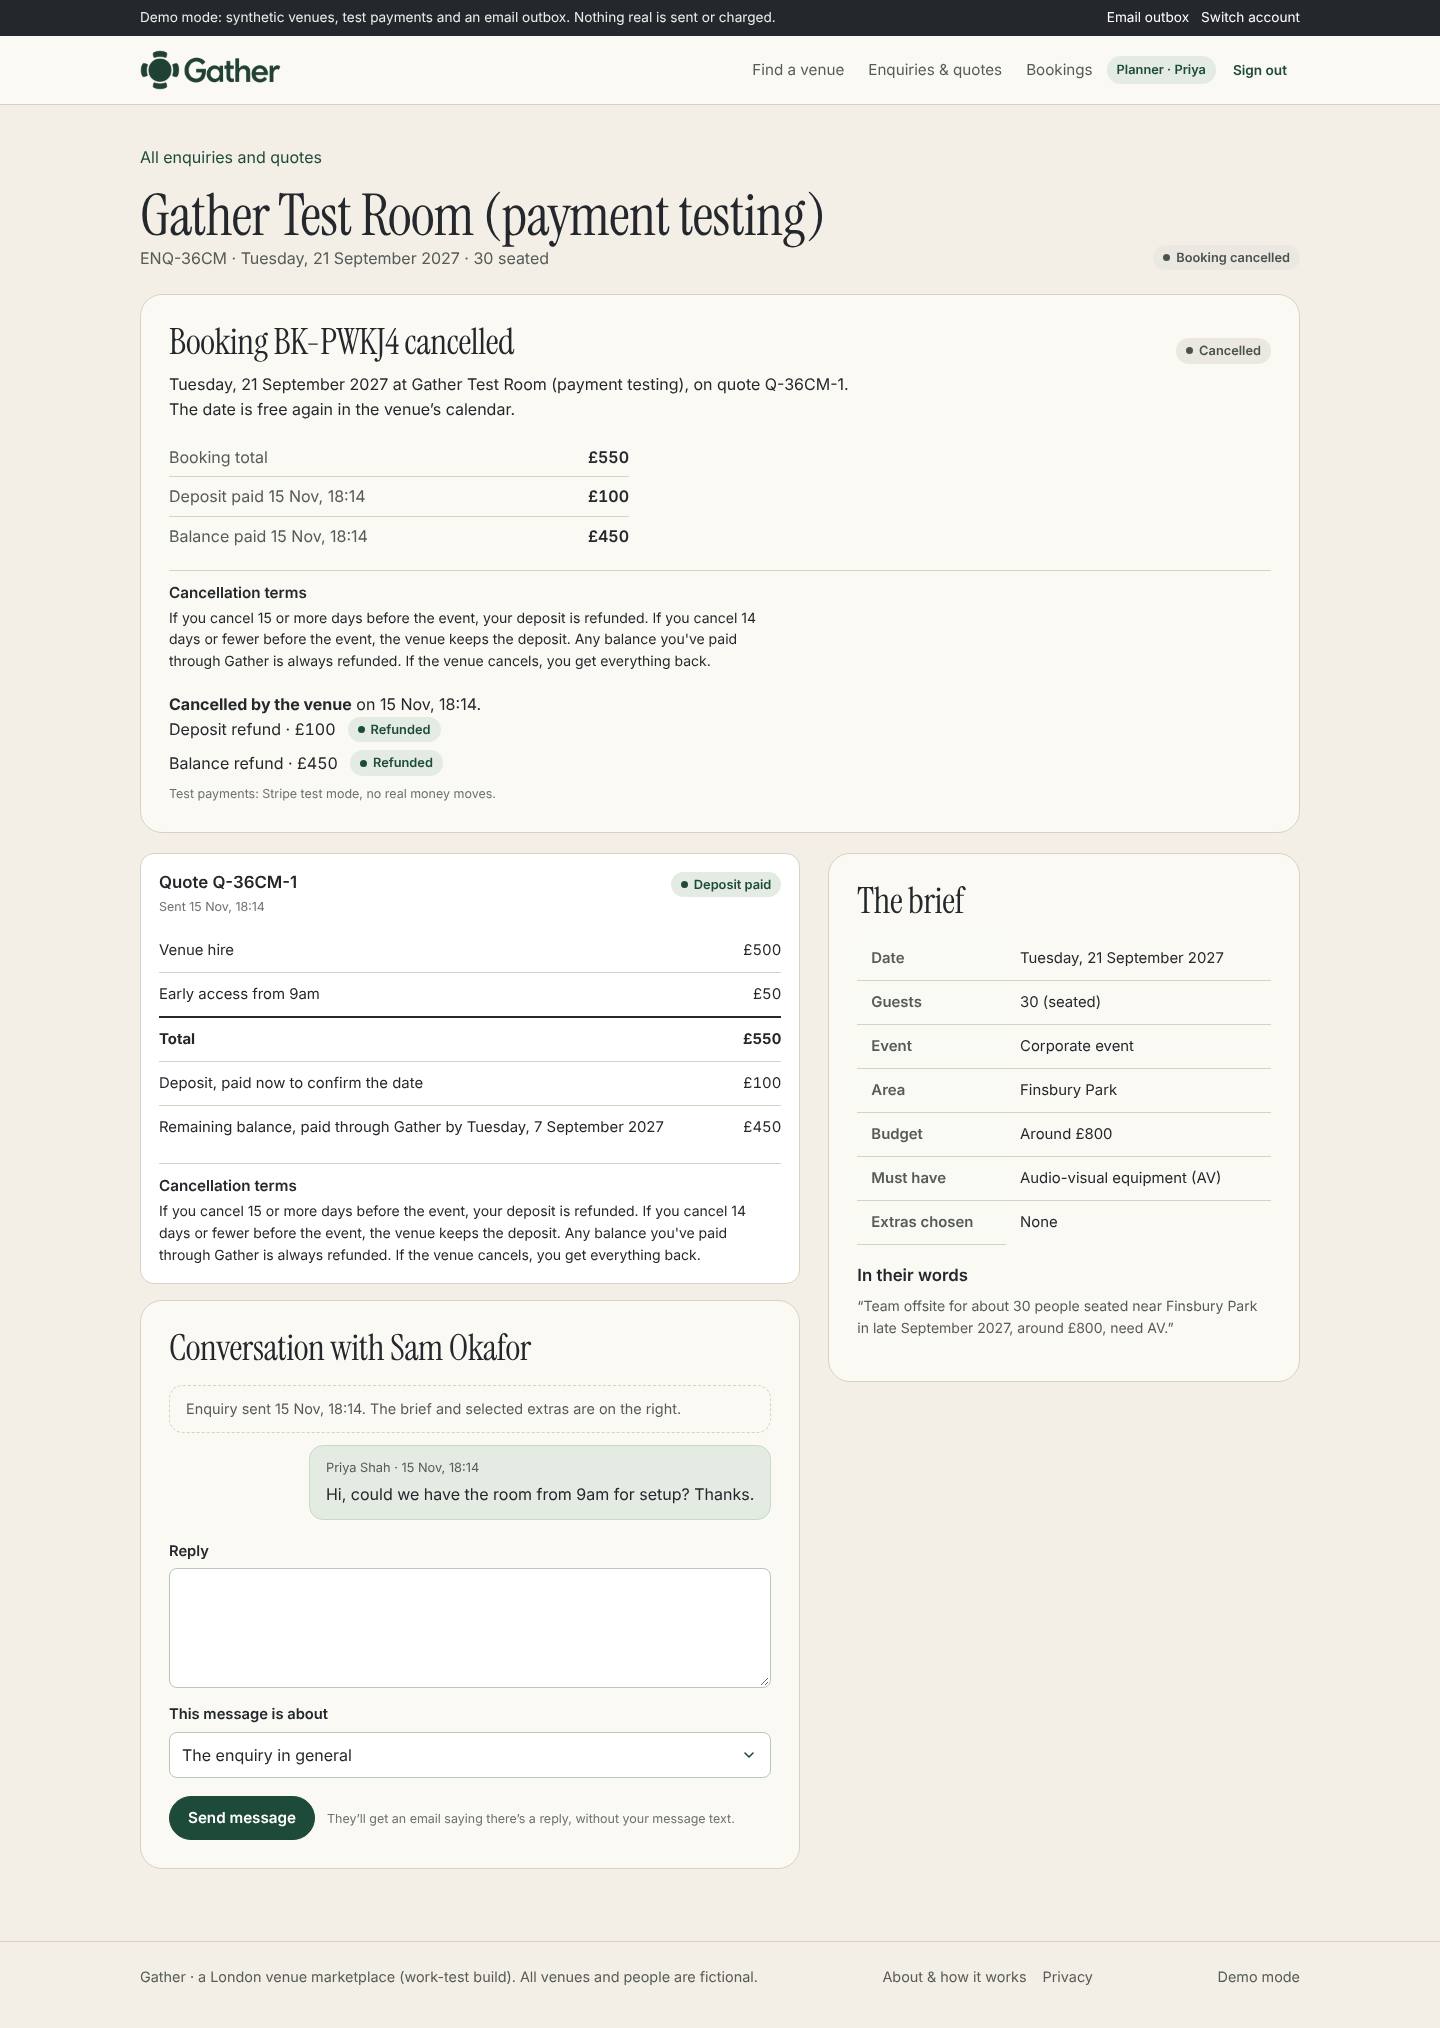 Demo mode: synthetic venues, test payments and an email outbox. Nothing real is sent or charged.
Email outbox Switch account
Gather
Find a venue Enquiries & quotes Bookings Planner · Priya Sign out
All enquiries and quotes
Gather Test Room (payment testing)
ENQ-36CM · Tuesday, 21 September 2027 · 30 seated
Booking cancelled
Booking BK-PWKJ4 cancelled
Cancelled
Tuesday, 21 September 2027 at Gather Test Room (payment testing), on quote Q-36CM-1.
The date is free again in the venue’s calendar.
Booking total £550
Deposit paid 15 Nov, 18:14 £100
Balance paid 15 Nov, 18:14 £450
Cancellation terms
If you cancel 15 or more days before the event, your deposit is refunded. If you cancel 14
days or fewer before the event, the venue keeps the deposit. Any balance you've paid
through Gather is always refunded. If the venue cancels, you get everything back.
Cancelled by the venue on 15 Nov, 18:14.
Deposit refund · £100 Refunded
Balance refund · £450 Refunded
Test payments: Stripe test mode, no real money moves.
Quote Q-36CM-1
Deposit paid
Sent 15 Nov, 18:14
Venue hire £500
Early access from 9am £50
Total £550
Deposit, paid now to confirm the date £100
Remaining balance, paid through Gather by Tuesday, 7 September 2027 £450
Cancellation terms
If you cancel 15 or more days before the event, your deposit is refunded. If you cancel 14
days or fewer before the event, the venue keeps the deposit. Any balance you've paid
through Gather is always refunded. If the venue cancels, you get everything back.
The brief
Date Tuesday, 21 September 2027
Guests 30 (seated)
Event Corporate event
Area Finsbury Park
Budget Around £800
Must have Audio-visual equipment (AV)
Extras chosen None
In their words
“Team offsite for about 30 people seated near Finsbury Park
in late September 2027, around £800, need AV.”
Conversation with Sam Okafor
Enquiry sent 15 Nov, 18:14. The brief and selected extras are on the right.
Priya Shah · 15 Nov, 18:14
Hi, could we have the room from 9am for setup? Thanks.
Reply
This message is about
The enquiry in general
Send message
They’ll get an email saying there’s a reply, without your message text.
Gather · a London venue marketplace (work-test build). All venues and people are fictional.
About & how it works Privacy
Demo mode